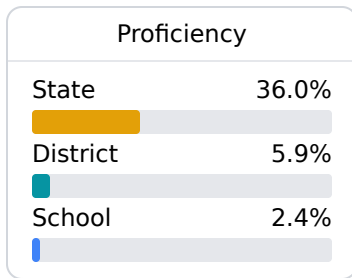 Proficiency
State 36.0%
District 5.9%
School 2.4%